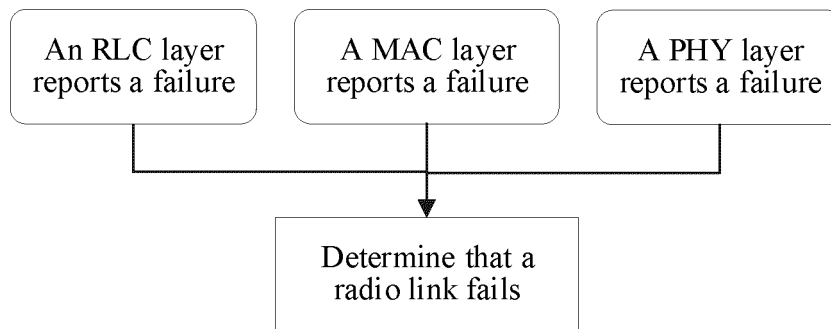 An RLC layer
reports a failure
A MAC layer
reports a failure
A PHY layer
reports a failure
Determine that a
radio link fails